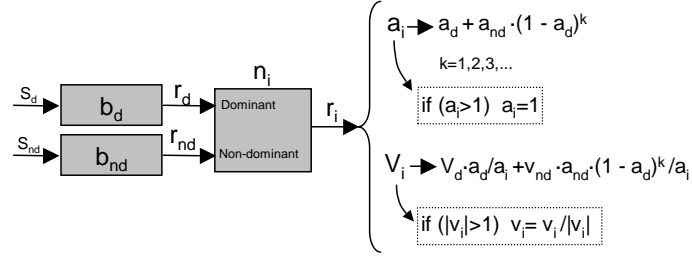 S_d
b_d
r_d
S_nd
b_nd
r_nd
n_i
Dominant
Non-dominant
r_i
a_i → a_d + a_nd ·(1 - a_d)^k
k=1,2,3,...
if (a_i>1) a_i=1
V_i → V_d·a_d/a_i +v_nd·a_nd·(1 - a_d)^k/a_i
if (|v_i|>1) v_i= v_i/|v_i|